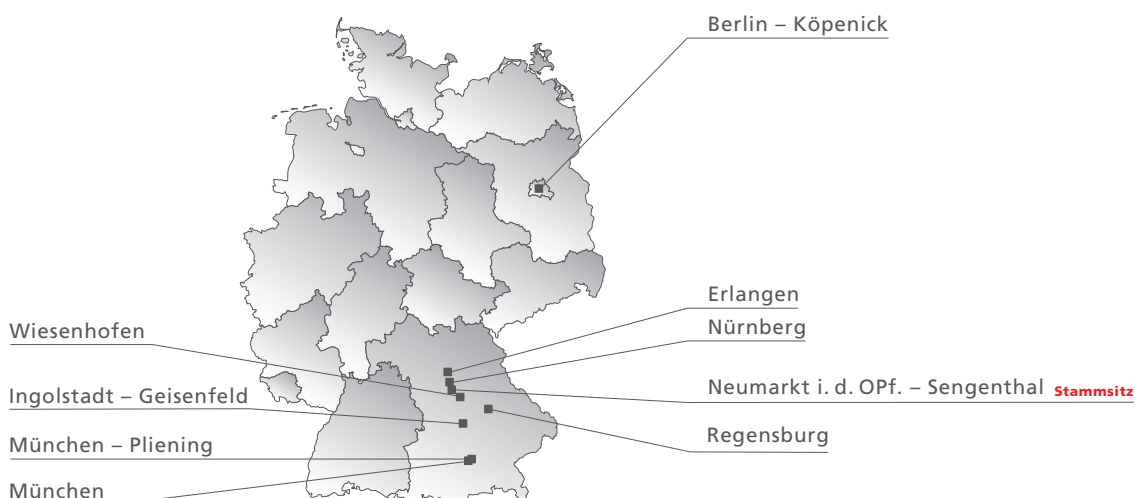 Berlin – Köpenick
Erlangen
Nürnberg
Neumarkt i. d. OPf. – Sengenthal Stammsitz
Regensburg
Wiesenhofen
Ingolstadt – Geisenfeld
München – Pliening
München